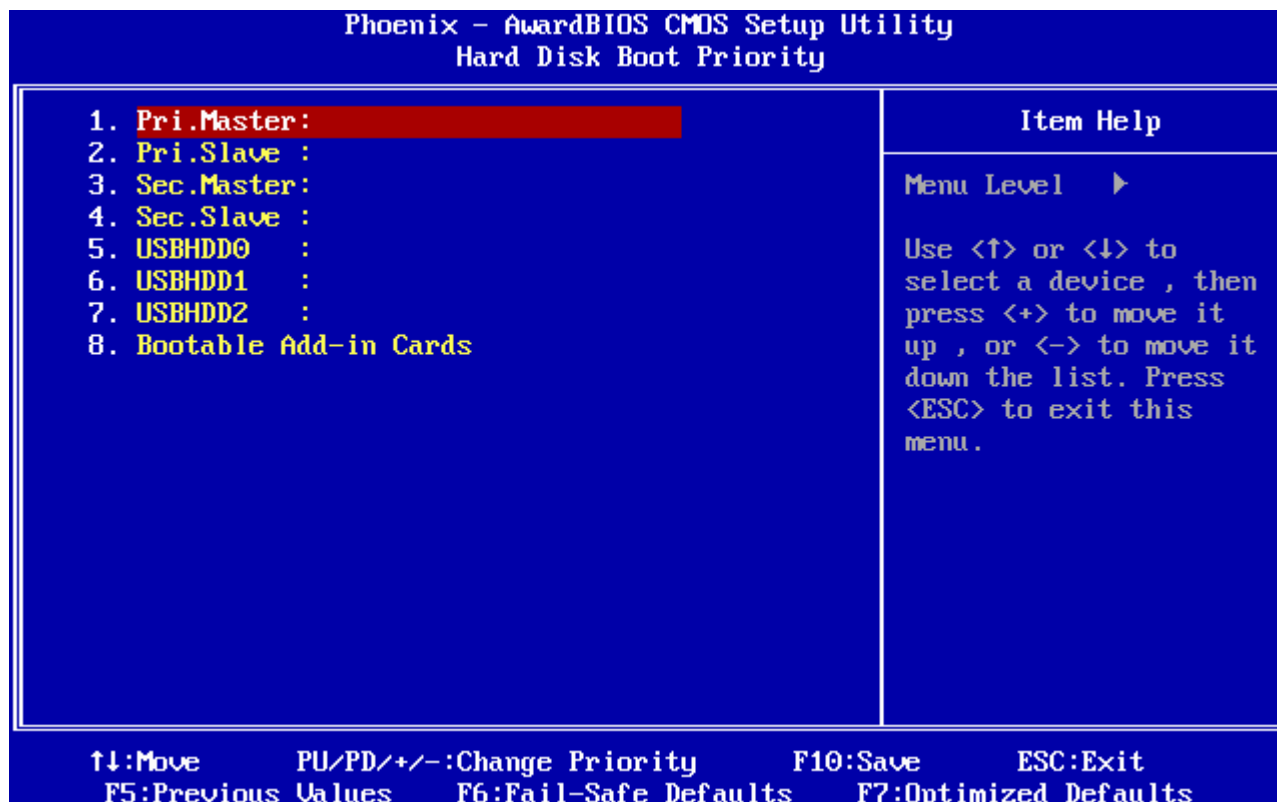 Phoenix - AwardBIOS CMOS Setup Utility
Hard Disk Boot Priority
1. Pri.Master:
2. Pri.Slave :
3. Sec.Master:
4. Sec.Slave :
5. USBHDD0 :
6. USBHDD1 :
7. USBHDD2 :
8. Bootable Add-in Cards
Item Help
Menu Level ▶
Use <↑> or <↓> to
select a device , then
press <+> to move it
up , or <-> to move it
down the list. Press
<ESC> to exit this
menu.
↑↓:Move PU/PD/+/-:Change Priority F10:Save ESC:Exit
F5:Previous Values F6:Fail-Safe Defaults F7:Optimized Defaults